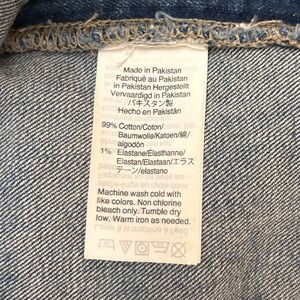 Made in Pakistan
Fabriqué au Pakistan
in Pakistan Hergestellt
Vervaardigd in Pakistan
パキスタン製
Hecho en Pakistán
99% Cotton/Coton/
Baumwolle/Katoen/綿/
algodón
1% Elastane/Élasthanne/
Elastan/Elastaan/エラス
テーン/elastano
Machine wash cold with
like colors. Non chlorine
bleach only. Tumble dry
low. Warm iron as needed.